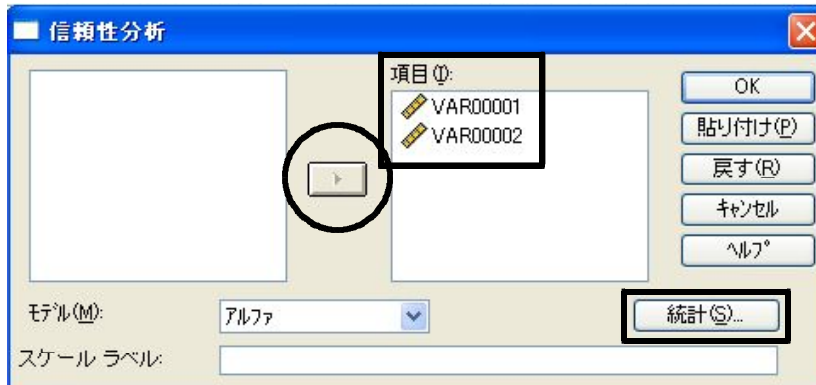 信頼性分析
項目(I):
VAR00001
VAR00002
OK
貼り付け(P)
戻す(R)
キャンセル
ヘルプ
モデル(M):
アルファ
統計(S)...
スケール ラベル: